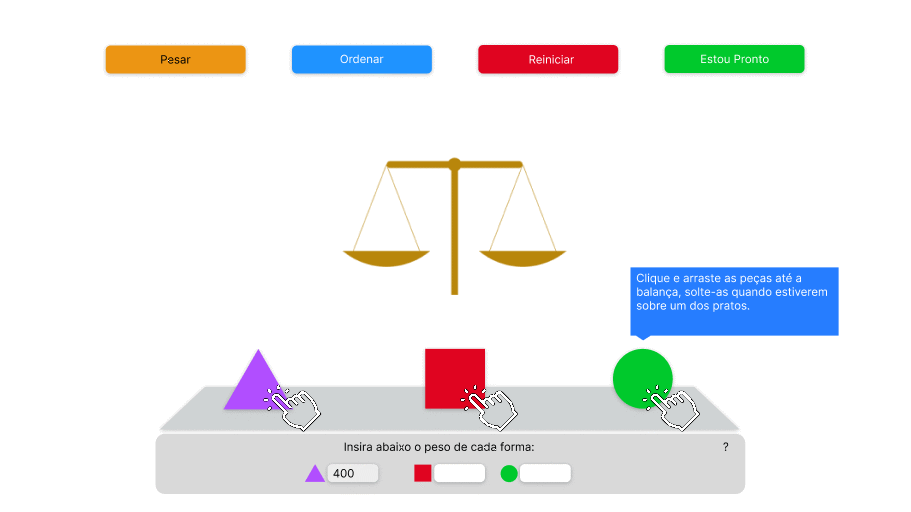 Pesar
Ordenar
Reiniciar
Estou Pronto
Clique e arraste as peças até a
balança, solte-as quando estiverem
sobre um dos pratos.
Insira abaixo o peso de cada forma:
?
400